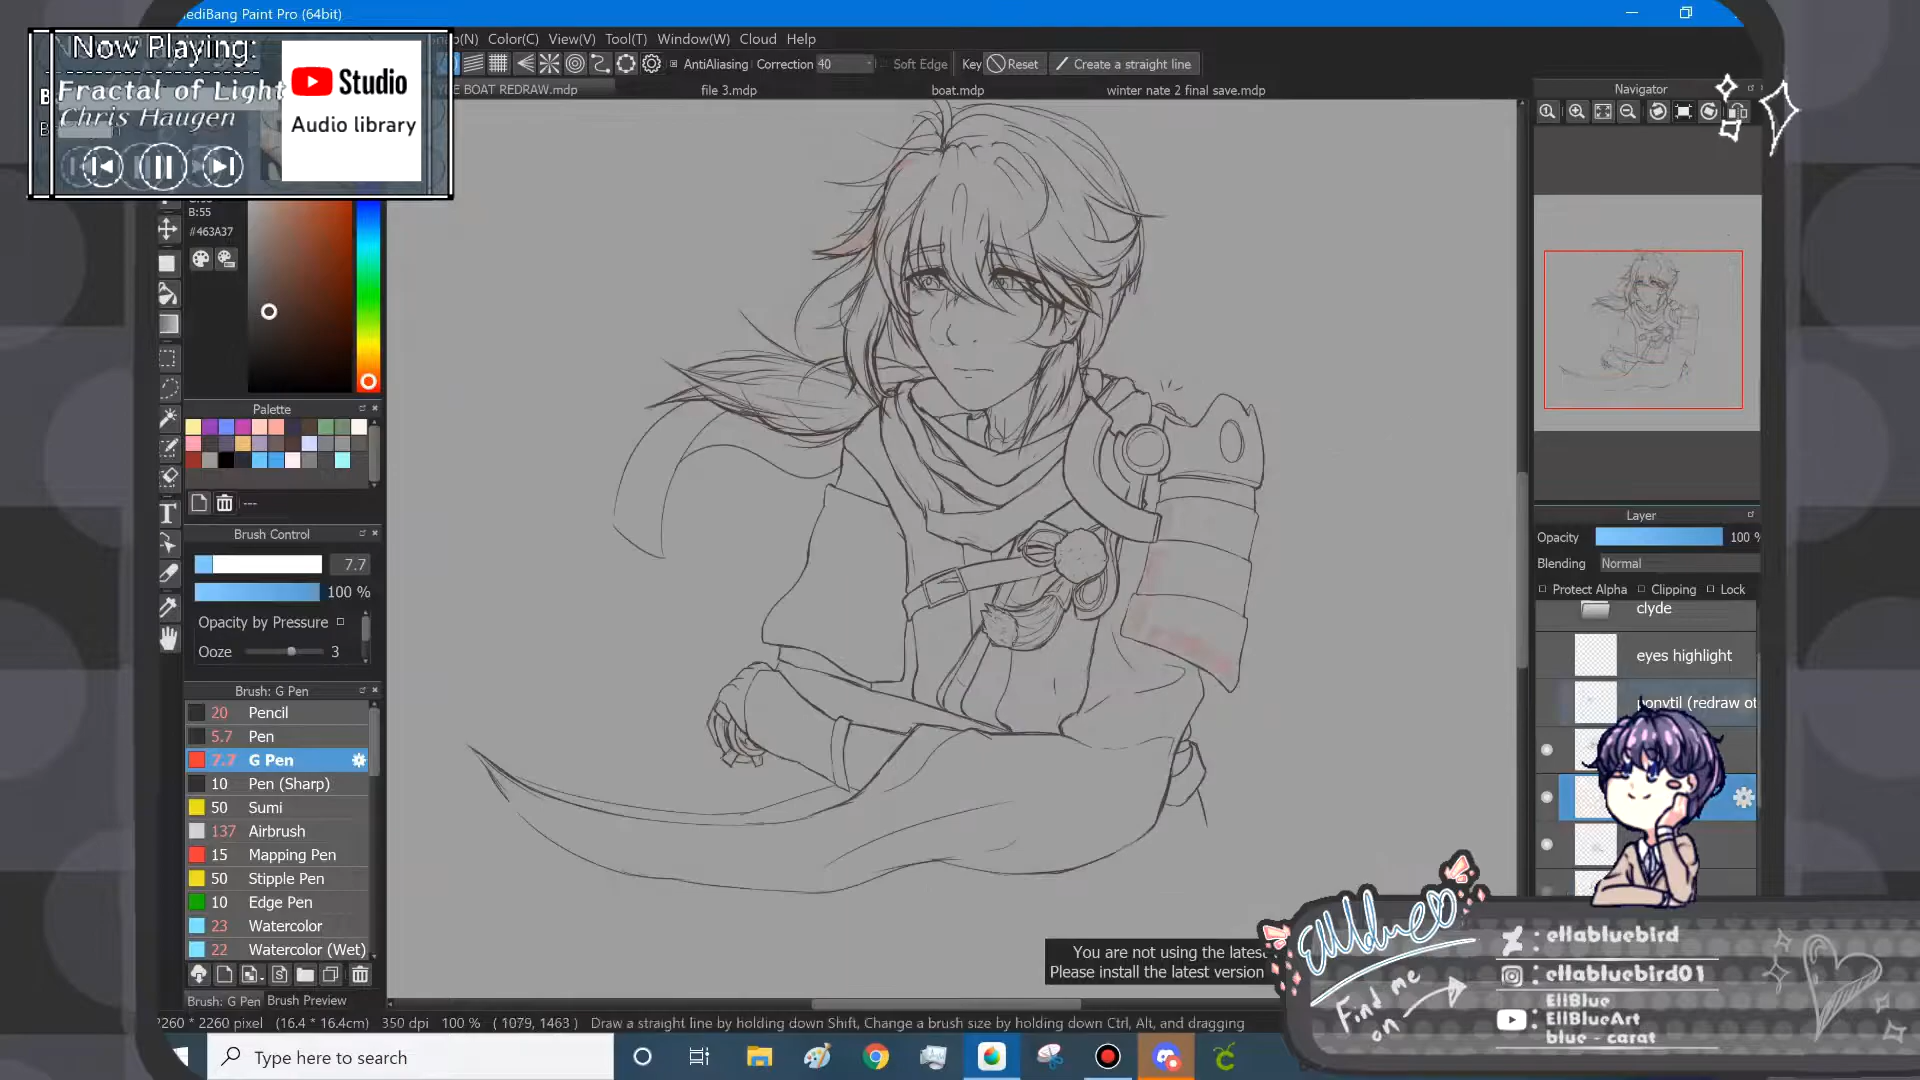 ediBang Paint Pro (64bit)
Now Playing:
Fractal of Light
Chris Haugen
Studio
Audio library
Color(C) View(V) Tool(T) Window(W) Cloud Help
AntiAliasing Correction 40 Soft Edge Key Reset Create a straight line
BOAT REDRAW.mdp file 3.mdp boat.mdp winter nate 2 final save.mdp
Navigator
B:55
#463A37
Palette
---
Brush Control
7.7
100 %
Opacity by Pressure
Ooze 3
Brush: G Pen
20 Pencil
5.7 Pen
7.7 G Pen
10 Pen (Sharp)
50 Sumi
137 Airbrush
15 Mapping Pen
50 Stipple Pen
10 Edge Pen
23 Watercolor
22 Watercolor (Wet)
Brush: G Pen Brush Preview
Layer
Opacity 100 %
Blending Normal
Protect Alpha Clipping Lock
clyde
eyes highlight
ponytil (redraw ot
You are not using the lates
Please install the latest version
2260 * 2260 pixel (16.4 * 16.4cm) 350 dpi 100 % ( 1079, 1463 ) Draw a straight line by holding down Shift, Change a brush size by holding down Ctrl, Alt, and dragging
Find me
on
: ellabluebird
: ellabluebird01
EllBlue
: EllBlueArt
blue - carat
Type here to search